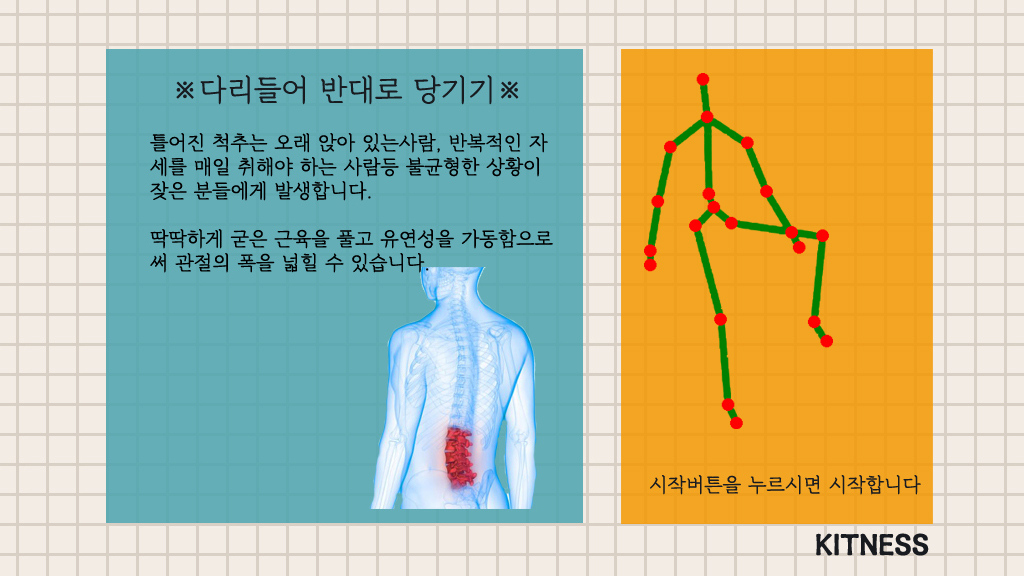 ※다리들어 반대로 당기기※
틀어진 척추는 오래 앉아 있는사람, 반복적인 자
세를 매일 취해야 하는 사람등 불균형한 상황이
잦은 분들에게 발생합니다.
딱딱하게 굳은 근육을 풀고 유연성을 가동함으로
써 관절의 폭을 넓힐 수 있습니다.
시작버튼을 누르시면 시작합니다
KITNESS